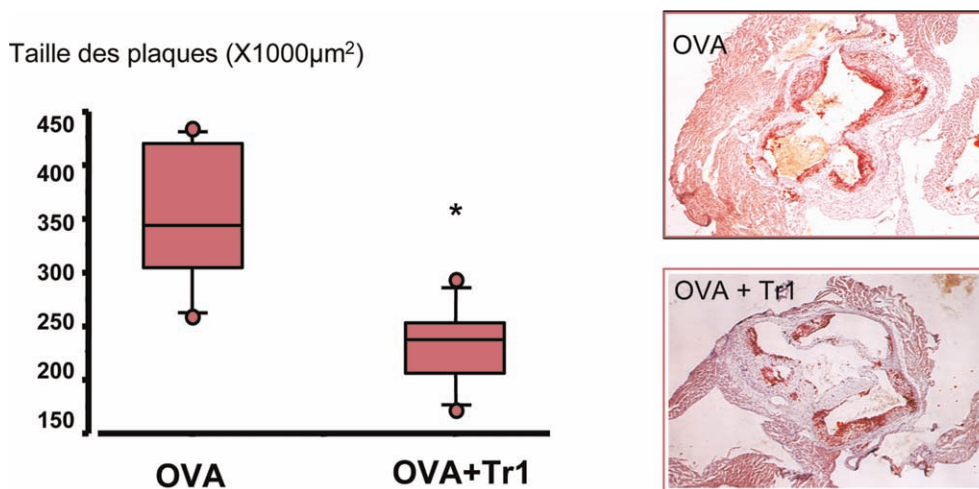 Taille des plaques (X1000µm²)
450
400
350
300
250
200
150
*
OVA
OVA+Tr1
OVA
OVA + Tr1